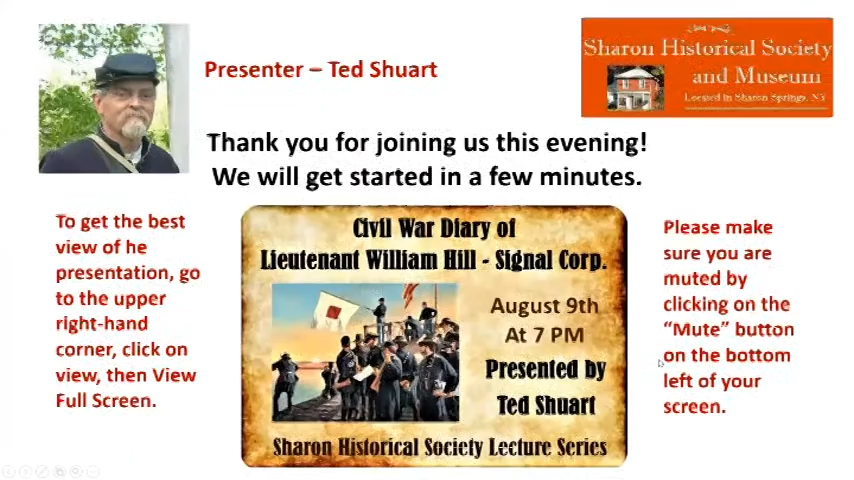 Presenter – Ted Shuart
Sharon Historical Society
and Museum
Located in Sharon Springs, NY
Thank you for joining us this evening!
We will get started in a few minutes.
To get the best
view of he
presentation, go
to the upper
right-hand
corner, click on
view, then View
Full Screen.
Civil War Diary of
Lieutenant William Hill - Signal Corp.
August 9th
At 7 PM
Presented by
Ted Shuart
Sharon Historical Society Lecture Series
Please make
sure you are
muted by
clicking on the
“Mute” button
on the bottom
left of your
screen.